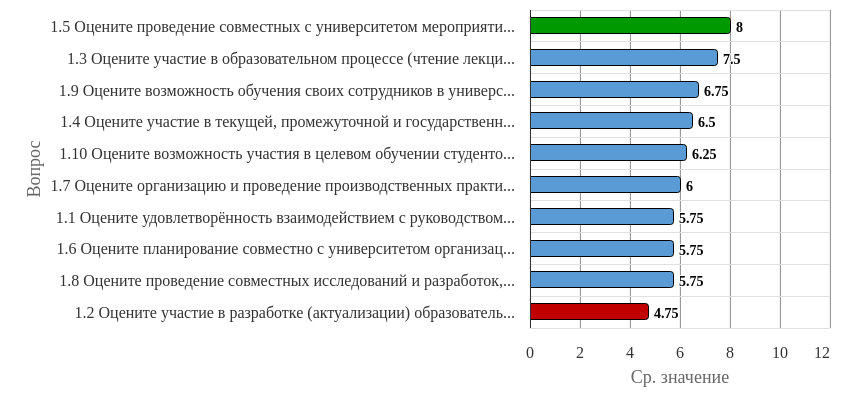 1.5 Оцените проведение совместных с университетом мероприяти... 8
1.3 Оцените участие в образовательном процессе (чтение лекци... 7.5
1.9 Оцените возможность обучения своих сотрудников в универс... 6.75
1.4 Оцените участие в текущей, промежуточной и государственн... 6.5
1.10 Оцените возможность участия в целевом обучении студенто... 6.25
1.7 Оцените организацию и проведение производственных практи... 6
1.1 Оцените удовлетворённость взаимодействием с руководством... 5.75
1.6 Оцените планирование совместно с университетом организац... 5.75
1.8 Оцените проведение совместных исследований и разработок,... 5.75
1.2 Оцените участие в разработке (актуализации) образователь... 4.75
Вопрос
0 2 4 6 8 10 12
Ср. значение